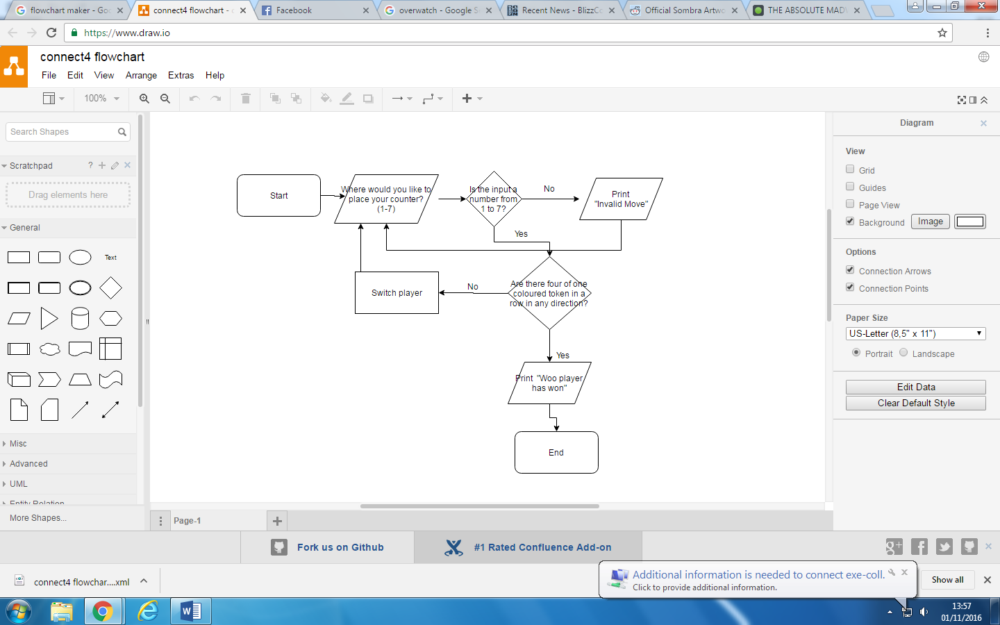 flowchart maker - Goo
connect4 flowchart - d
Facebook
overwatch - Google Se
Recent News - BlizzCo
Official Sombra Artwo
THE ABSOLUTE MADM
https://www.draw.io
connect4 flowchart
File Edit View Arrange Extras Help
100%
Search Shapes
Scratchpad ?
Drag elements here
General
Text
Misc
Advanced
UML
Entity Relation
More Shapes...
Start
Where would you like to
place your counter?
(1-7)
Is the input a
number from
1 to 7?
No
Print
"Invalid Move"
Yes
Switch player
No
Are there four of one
coloured token in a
row in any direction?
Yes
Print "Woo player
has won"
End
Diagram
View
Grid
Guides
Page View
Background Image
Options
Connection Arrows
Connection Points
Paper Size
US-Letter (8,5" x 11")
Portrait Landscape
Edit Data
Clear Default Style
Page-1
Fork us on Github
#1 Rated Confluence Add-on
connect4 flowchar....xml
Additional information is needed to connect exe-coll.
Click to provide additional information.
Show all
13:57
01/11/2016